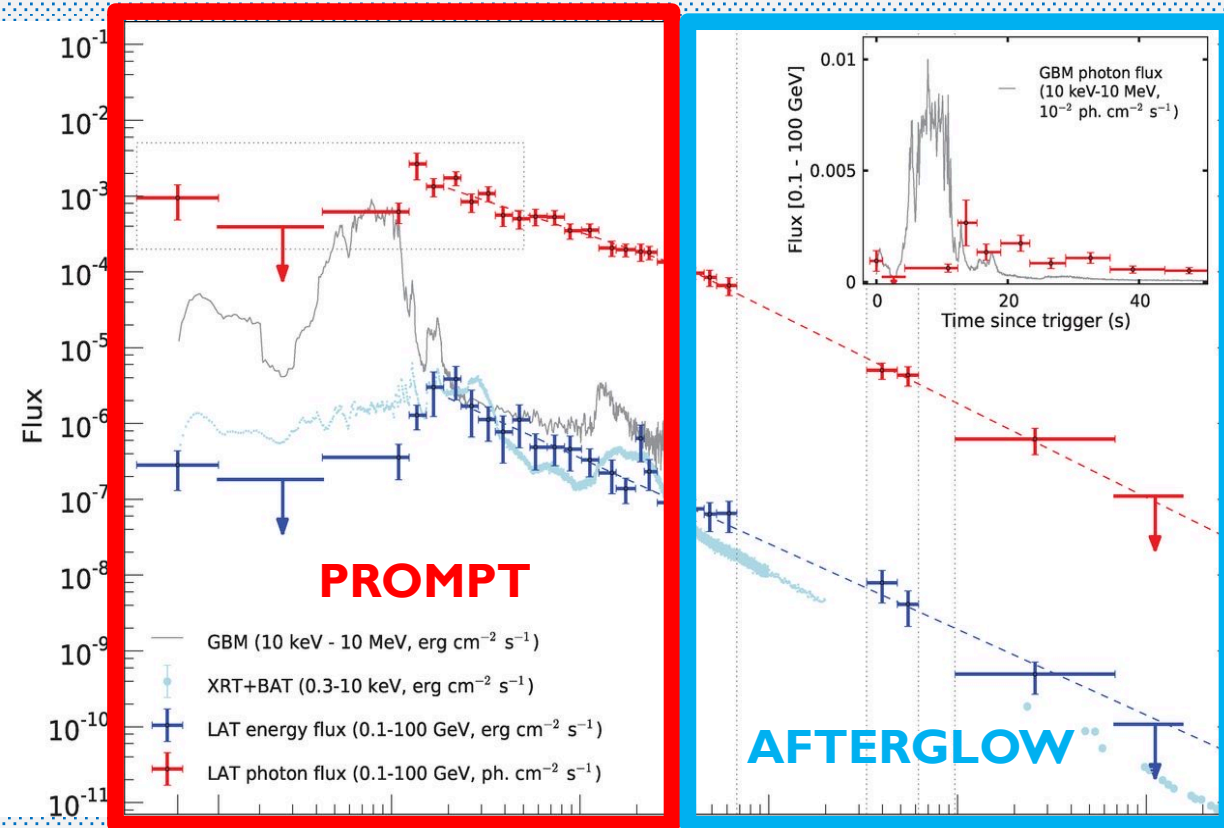 10⁻¹
10⁻²
10⁻³
10⁻⁴
10⁻⁵
10⁻⁶
10⁻⁷
10⁻⁸
10⁻⁹
10⁻¹⁰
10⁻¹¹
Flux
PROMPT
GBM (10 keV - 10 MeV, erg cm⁻² s⁻¹)
XRT+BAT (0.3-10 keV, erg cm⁻² s⁻¹)
LAT energy flux (0.1-100 GeV, erg cm⁻² s⁻¹)
LAT photon flux (0.1-100 GeV, ph. cm⁻² s⁻¹)
Flux [0.1 - 100 GeV]
0.01
0.005
0
GBM photon flux
(10 keV-10 MeV,
10⁻² ph. cm⁻² s⁻¹)
0 20 40
Time since trigger (s)
AFTERGLOW